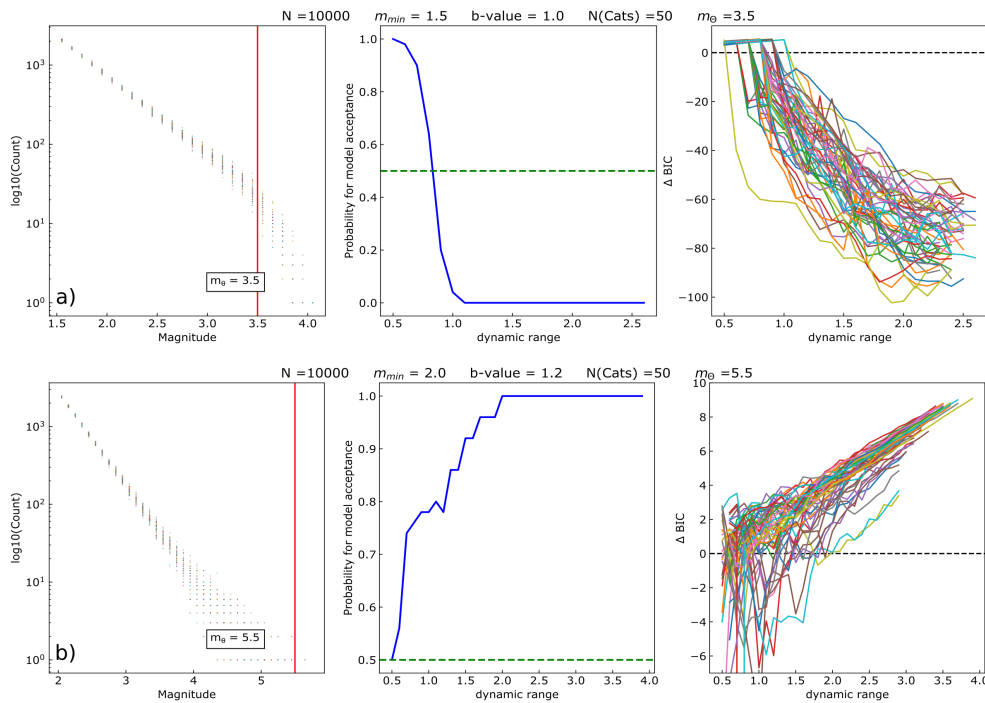 N =10000 m_min = 1.5 b-value = 1.0 N(Cats) =50 m_Θ =3.5
log10(Count)
10³
10²
10¹
10⁰
m_θ = 3.5
a)
1.5 2.0 2.5 3.0 3.5 4.0
Magnitude
Probability for model acceptance
1.0
0.8
0.6
0.4
0.2
0.0
0.5 1.0 1.5 2.0 2.5
dynamic range
Δ BIC
0
−20
−40
−60
−80
−100
0.5 1.0 1.5 2.0 2.5
dynamic range
N =10000 m_min = 2.0 b-value = 1.2 N(Cats) =50 m_Θ=5.5
log10(Count)
10³
10²
10¹
10⁰
m_θ = 5.5
b)
2 3 4 5
Magnitude
Probability for model acceptance
1.0
0.9
0.8
0.7
0.6
0.5
0.5 1.0 1.5 2.0 2.5 3.0 3.5 4.0
dynamic range
Δ BIC
10
8
6
4
2
0
−2
−4
−6
0.5 1.0 1.5 2.0 2.5 3.0 3.5 4.0
dynamic range